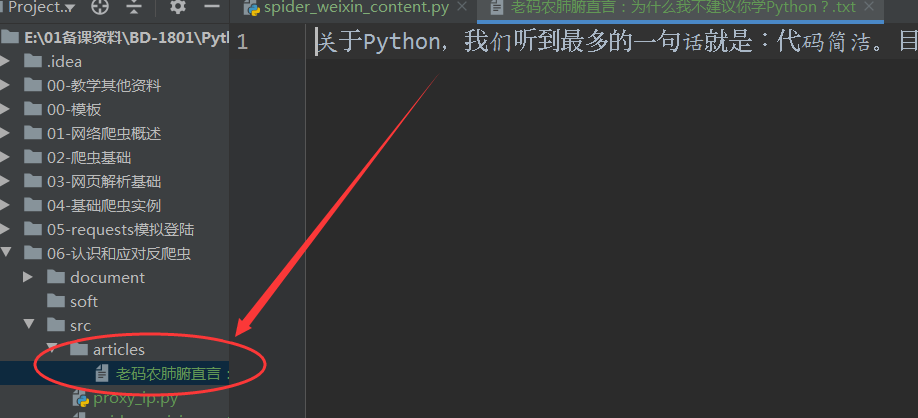 Project..
spider_weixin_content.py
老码农肺腑直言：为什么我不建议你学Python？.txt
E:\01备课资料\BD-1801\Pyt
1
关于Python，我们听到最多的一句话就是：代码简洁。目
.idea
00-教学其他资料
00-模板
01-网络爬虫概述
02-爬虫基础
03-网页解析基础
04-基础爬虫实例
05-requests模拟登陆
06-认识和应对反爬虫
document
soft
src
articles
老码农肺腑直言：
proxy_ip.py